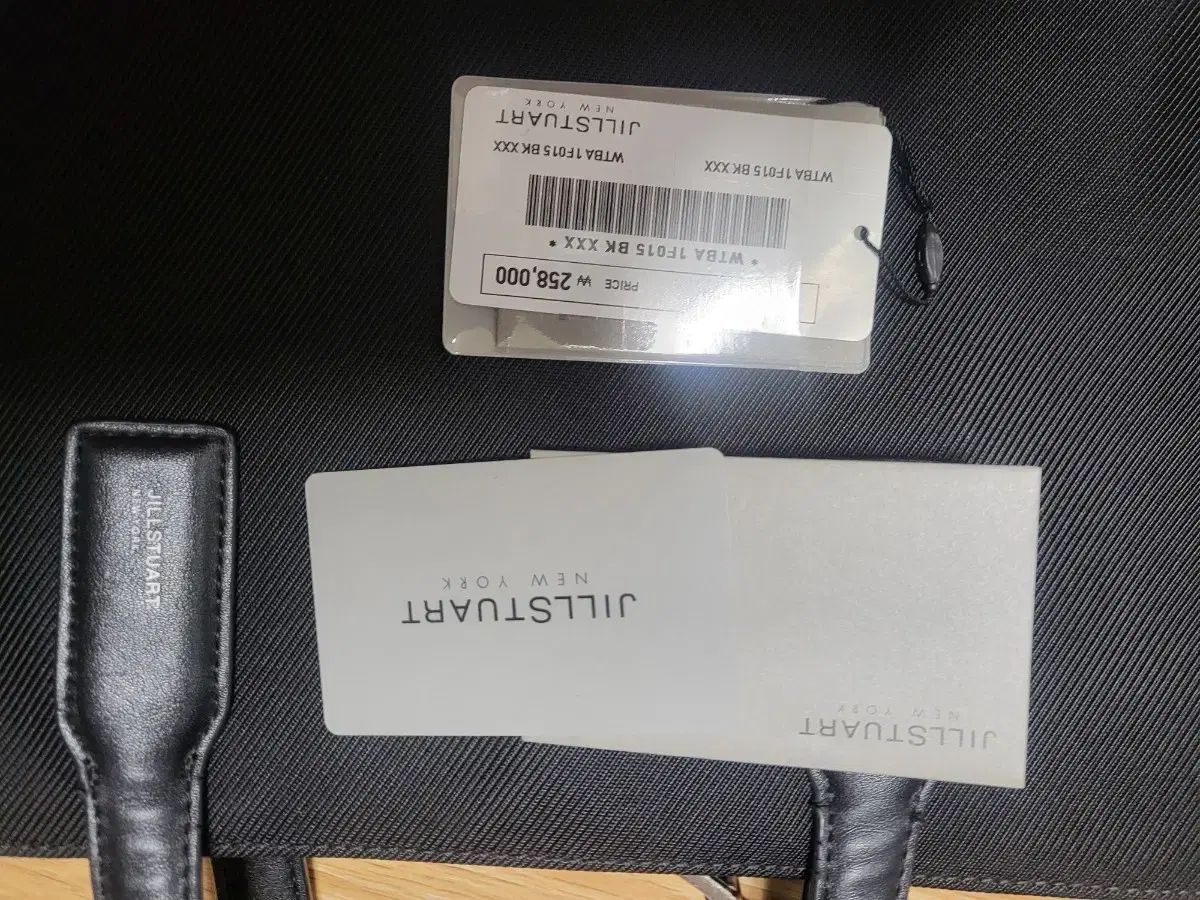 JILLSTUART
NEW YORK
WTBA 1F015 BK XXX
WTBA 1F015 BK XXX
* WTBA 1F015 BK XXX *
PRICE ₩ 258,000
JILLSTUART
NEW YORK
JILLSTUART
NEW YORK
JILLSTUART
NEW YORK